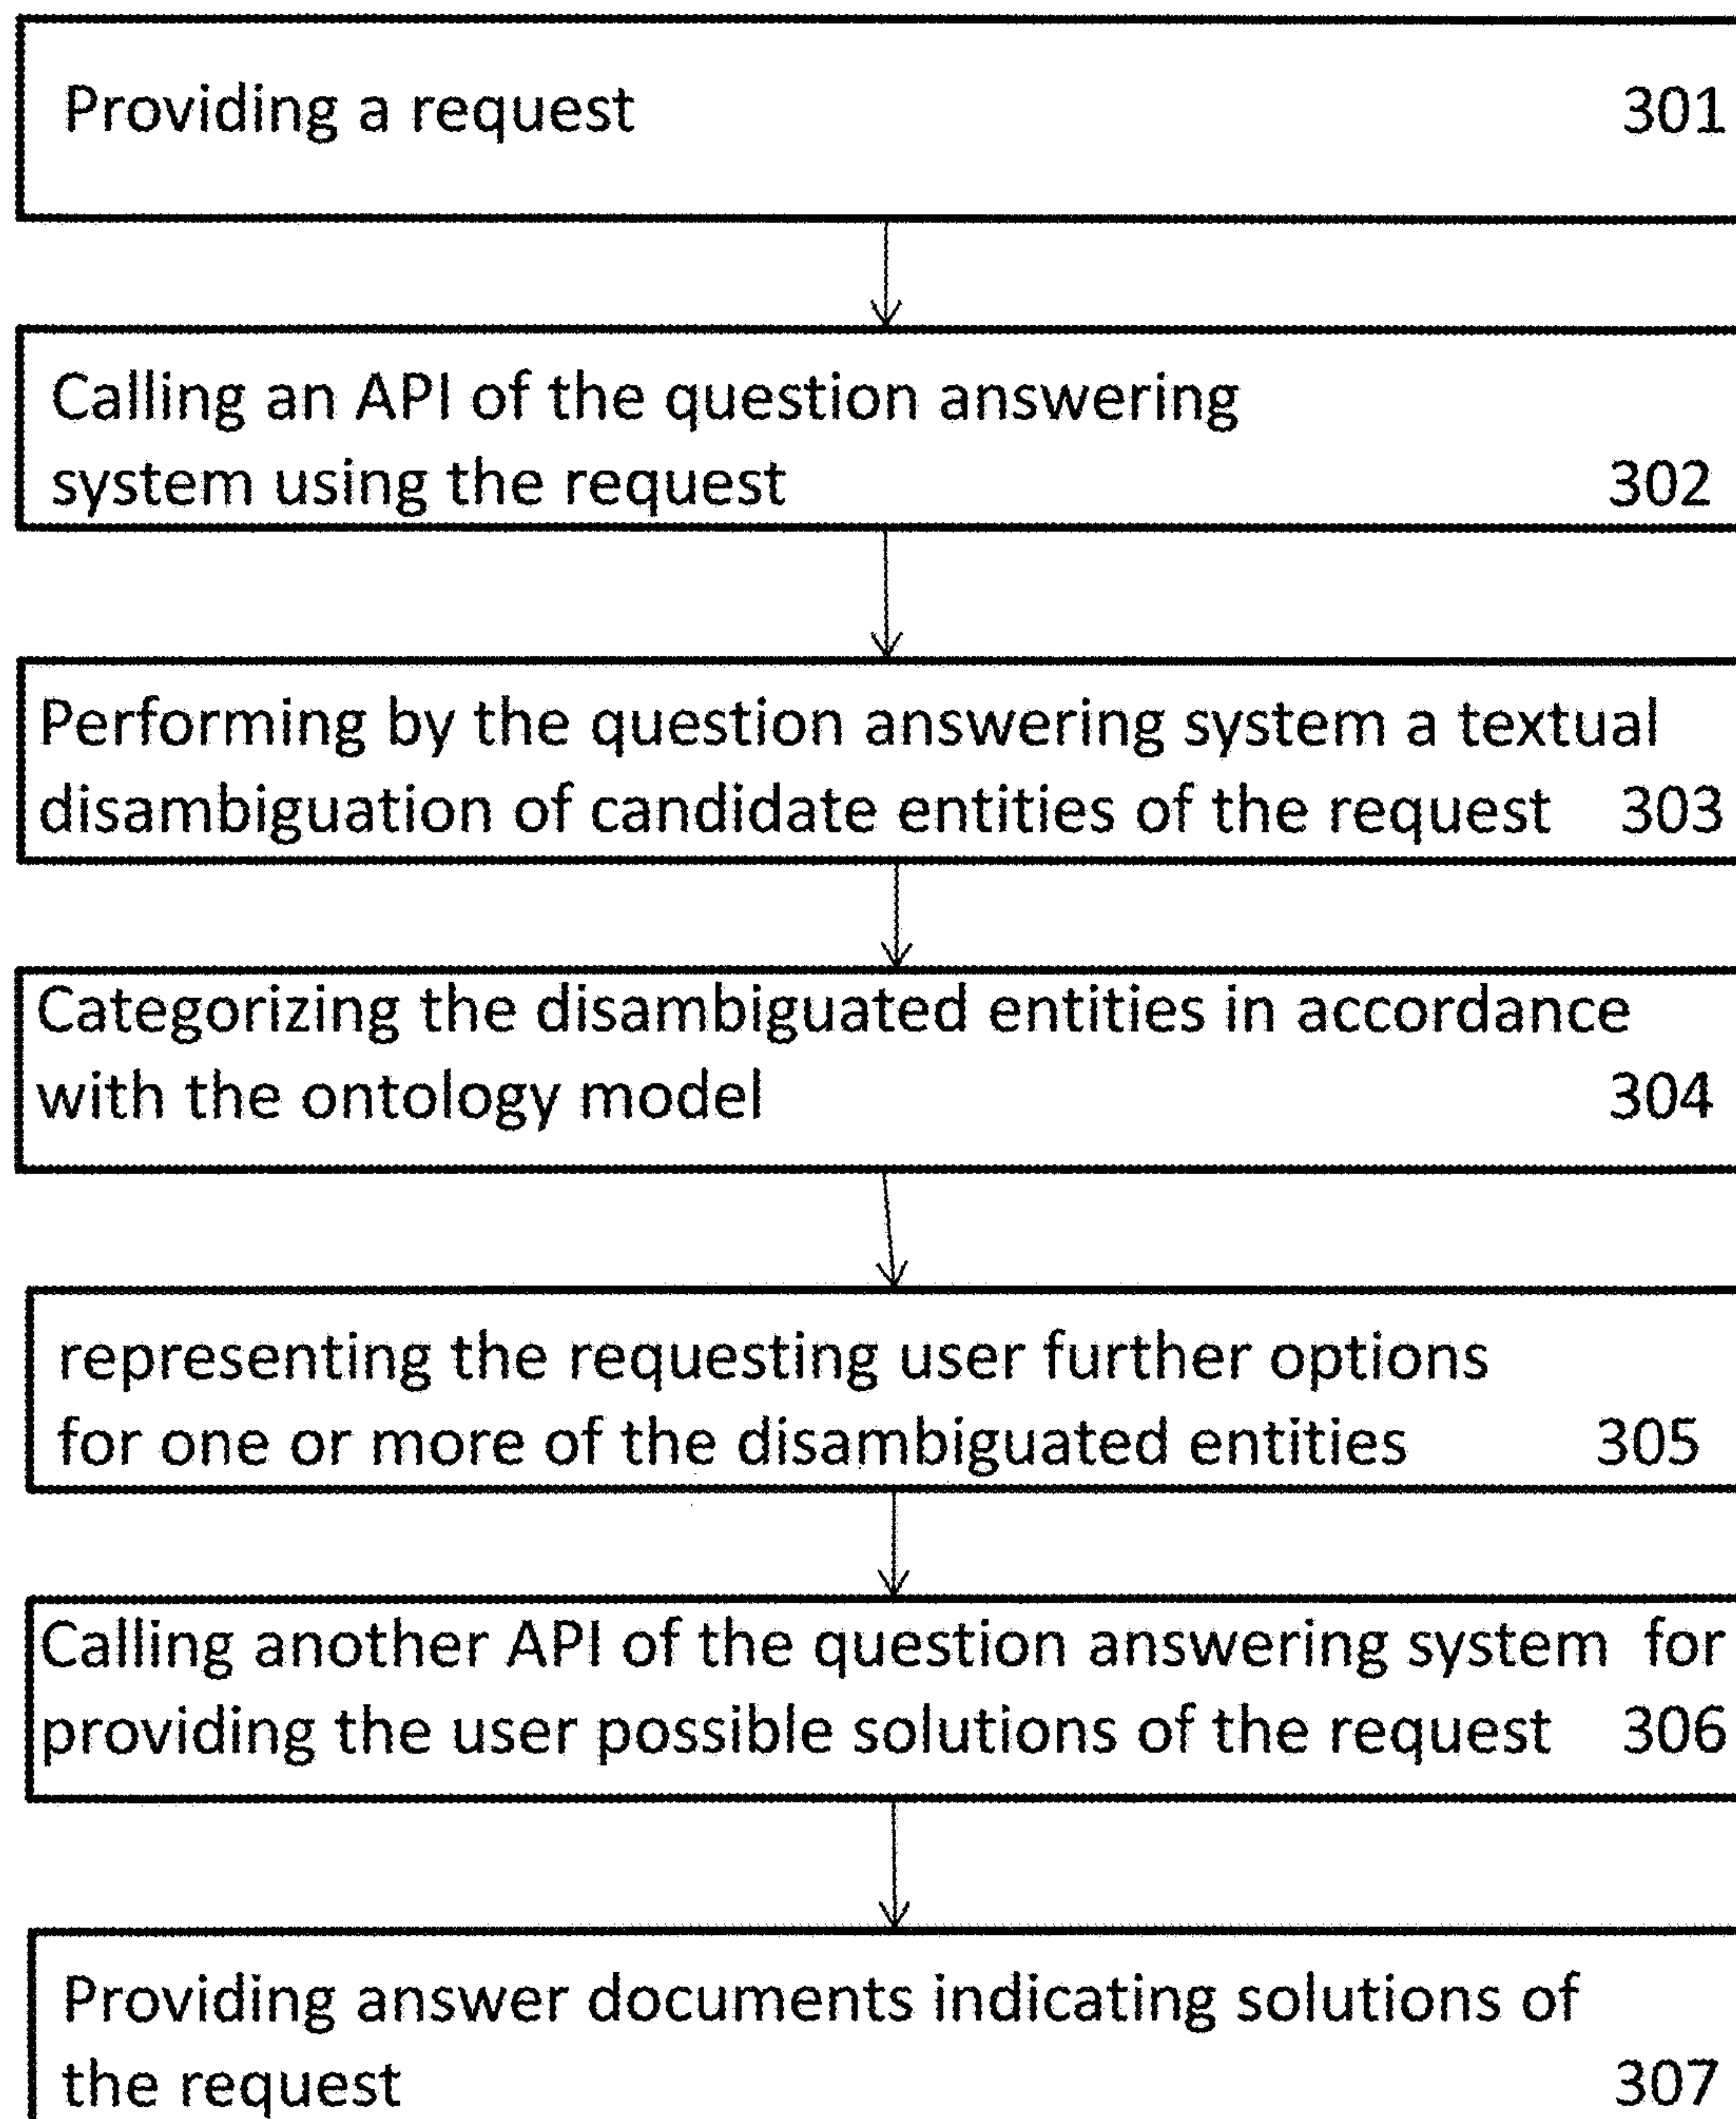 Providing a request 301
Calling an API of the question answering
system using the request 302
Performing by the question answering system a textual
disambiguation of candidate entities of the request 303
Categorizing the disambiguated entities in accordance
with the ontology model 304
representing the requesting user further options
for one or more of the disambiguated entities 305
Calling another API of the question answering system for
providing the user possible solutions of the request 306
Providing answer documents indicating solutions of
the request 307